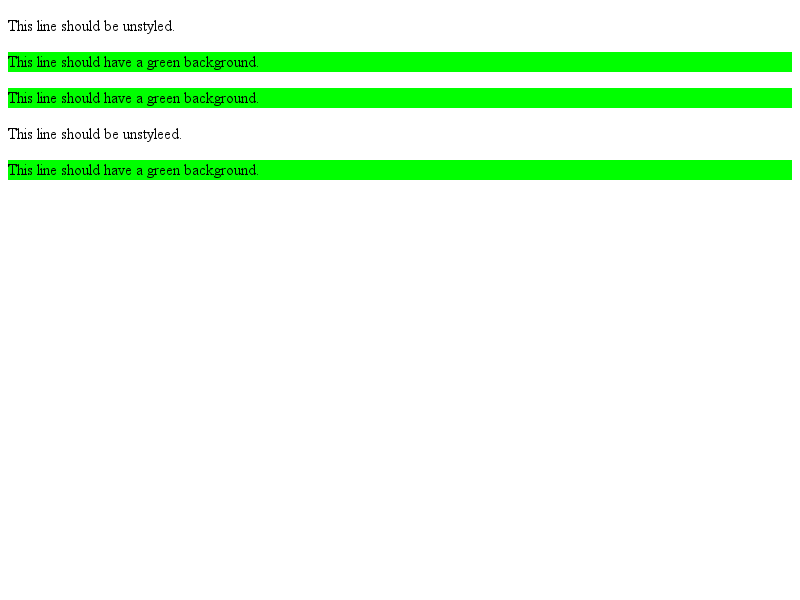 This line should be unstyled.
This line should have a green background.
This line should have a green background.
This line should be unstyleed.
This line should have a green background.